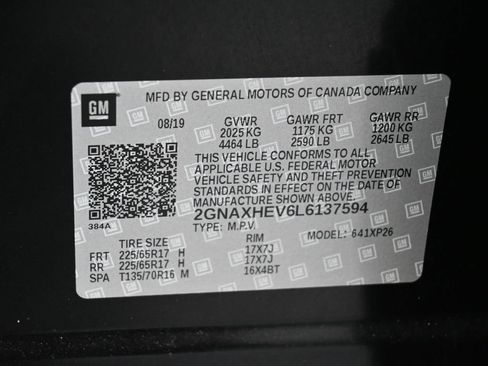 GM
MFD BY GENERAL MOTORS OF CANADA COMPANY
08/19 GVWR GAWR FRT GAWR RR
2025 KG 1175 KG 1200 KG
4464 LB 2590 LB 2645 LB
THIS VEHICLE CONFORMS TO ALL
APPLICABLE U.S. FEDERAL MOTOR
VEHICLE SAFETY AND THEFT PREVENTION
STANDARDS IN EFFECT ON THE DATE OF
MANUFACTURE SHOWN ABOVE.
2GNAXHEV6L6137594
384A TYPE: M.P.V. MODEL: 641XP26
TIRE SIZE RIM
FRT 225/65R17 H 17X7J
RR 225/65R17 H 17X7J
SPA T135/70R16 M 16X4BT